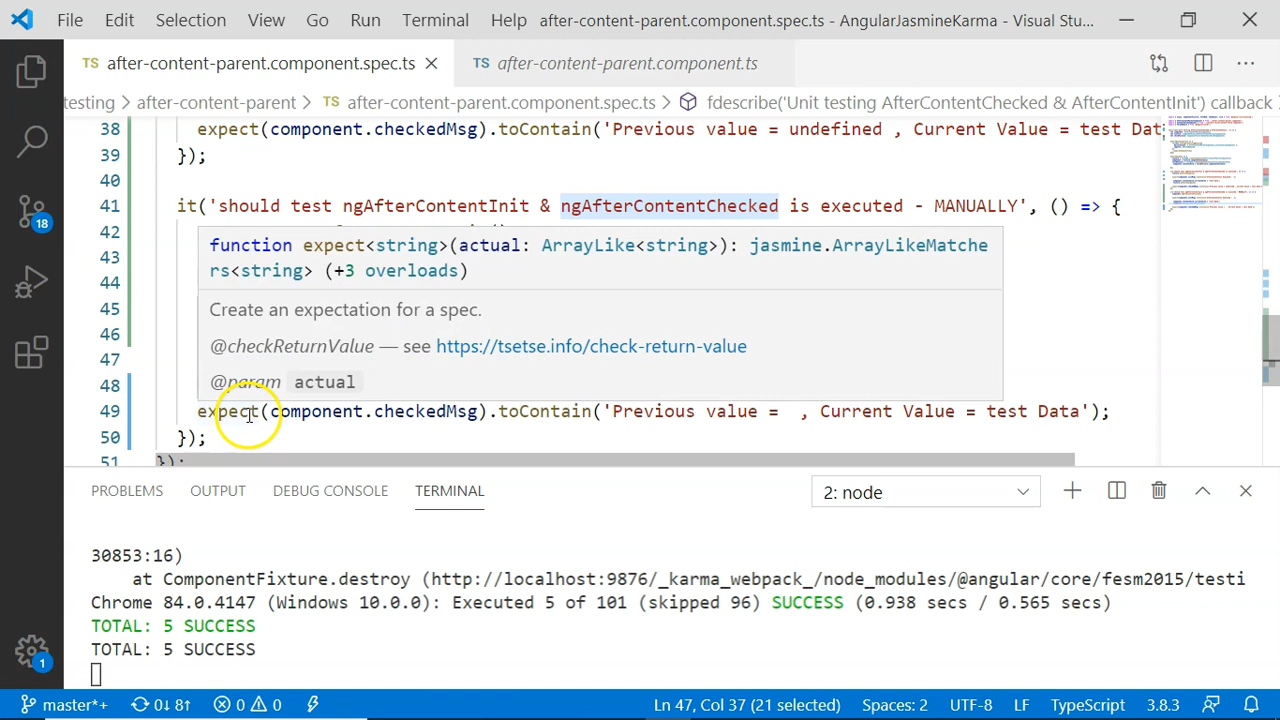 File Edit Selection View Go Run Terminal Help after-content-parent.component.spec.ts - AngularJasmineKarma - Visual Stu...
TS after-content-parent.component.spec.ts TS after-content-parent.component.ts
testing > after-content-parent > TS after-content-parent.component.spec.ts > fdescribe('Unit testing AfterContentChecked & AfterContentInit') callback
38 expect(component.checkedMsg).toContain('Previous value = undefined , Current Value = test Dat
39 });
40
41 it('should test ngAfterContentInit ngAfterContentChecked is executed MANUALLY', () => {
42
43
44
45
46
47
48
49 expect(component.checkedMsg).toContain('Previous value =  , Current Value = test Data');
50 });
51 });
function expect<string>(actual: ArrayLike<string>): jasmine.ArrayLikeMatche
rs<string> (+3 overloads)
Create an expectation for a spec.
@checkReturnValue — see https://tsetse.info/check-return-value
@param actual
18
1
PROBLEMS OUTPUT DEBUG CONSOLE TERMINAL 2: node
30853:16)
at ComponentFixture.destroy (http://localhost:9876/_karma_webpack_/node_modules/@angular/core/fesm2015/testi
Chrome 84.0.4147 (Windows 10.0.0): Executed 5 of 101 (skipped 96) SUCCESS (0.938 secs / 0.565 secs)
TOTAL: 5 SUCCESS
TOTAL: 5 SUCCESS
master*+ 0↓ 8↑ 0 0 Ln 47, Col 37 (21 selected) Spaces: 2 UTF-8 LF TypeScript 3.8.3